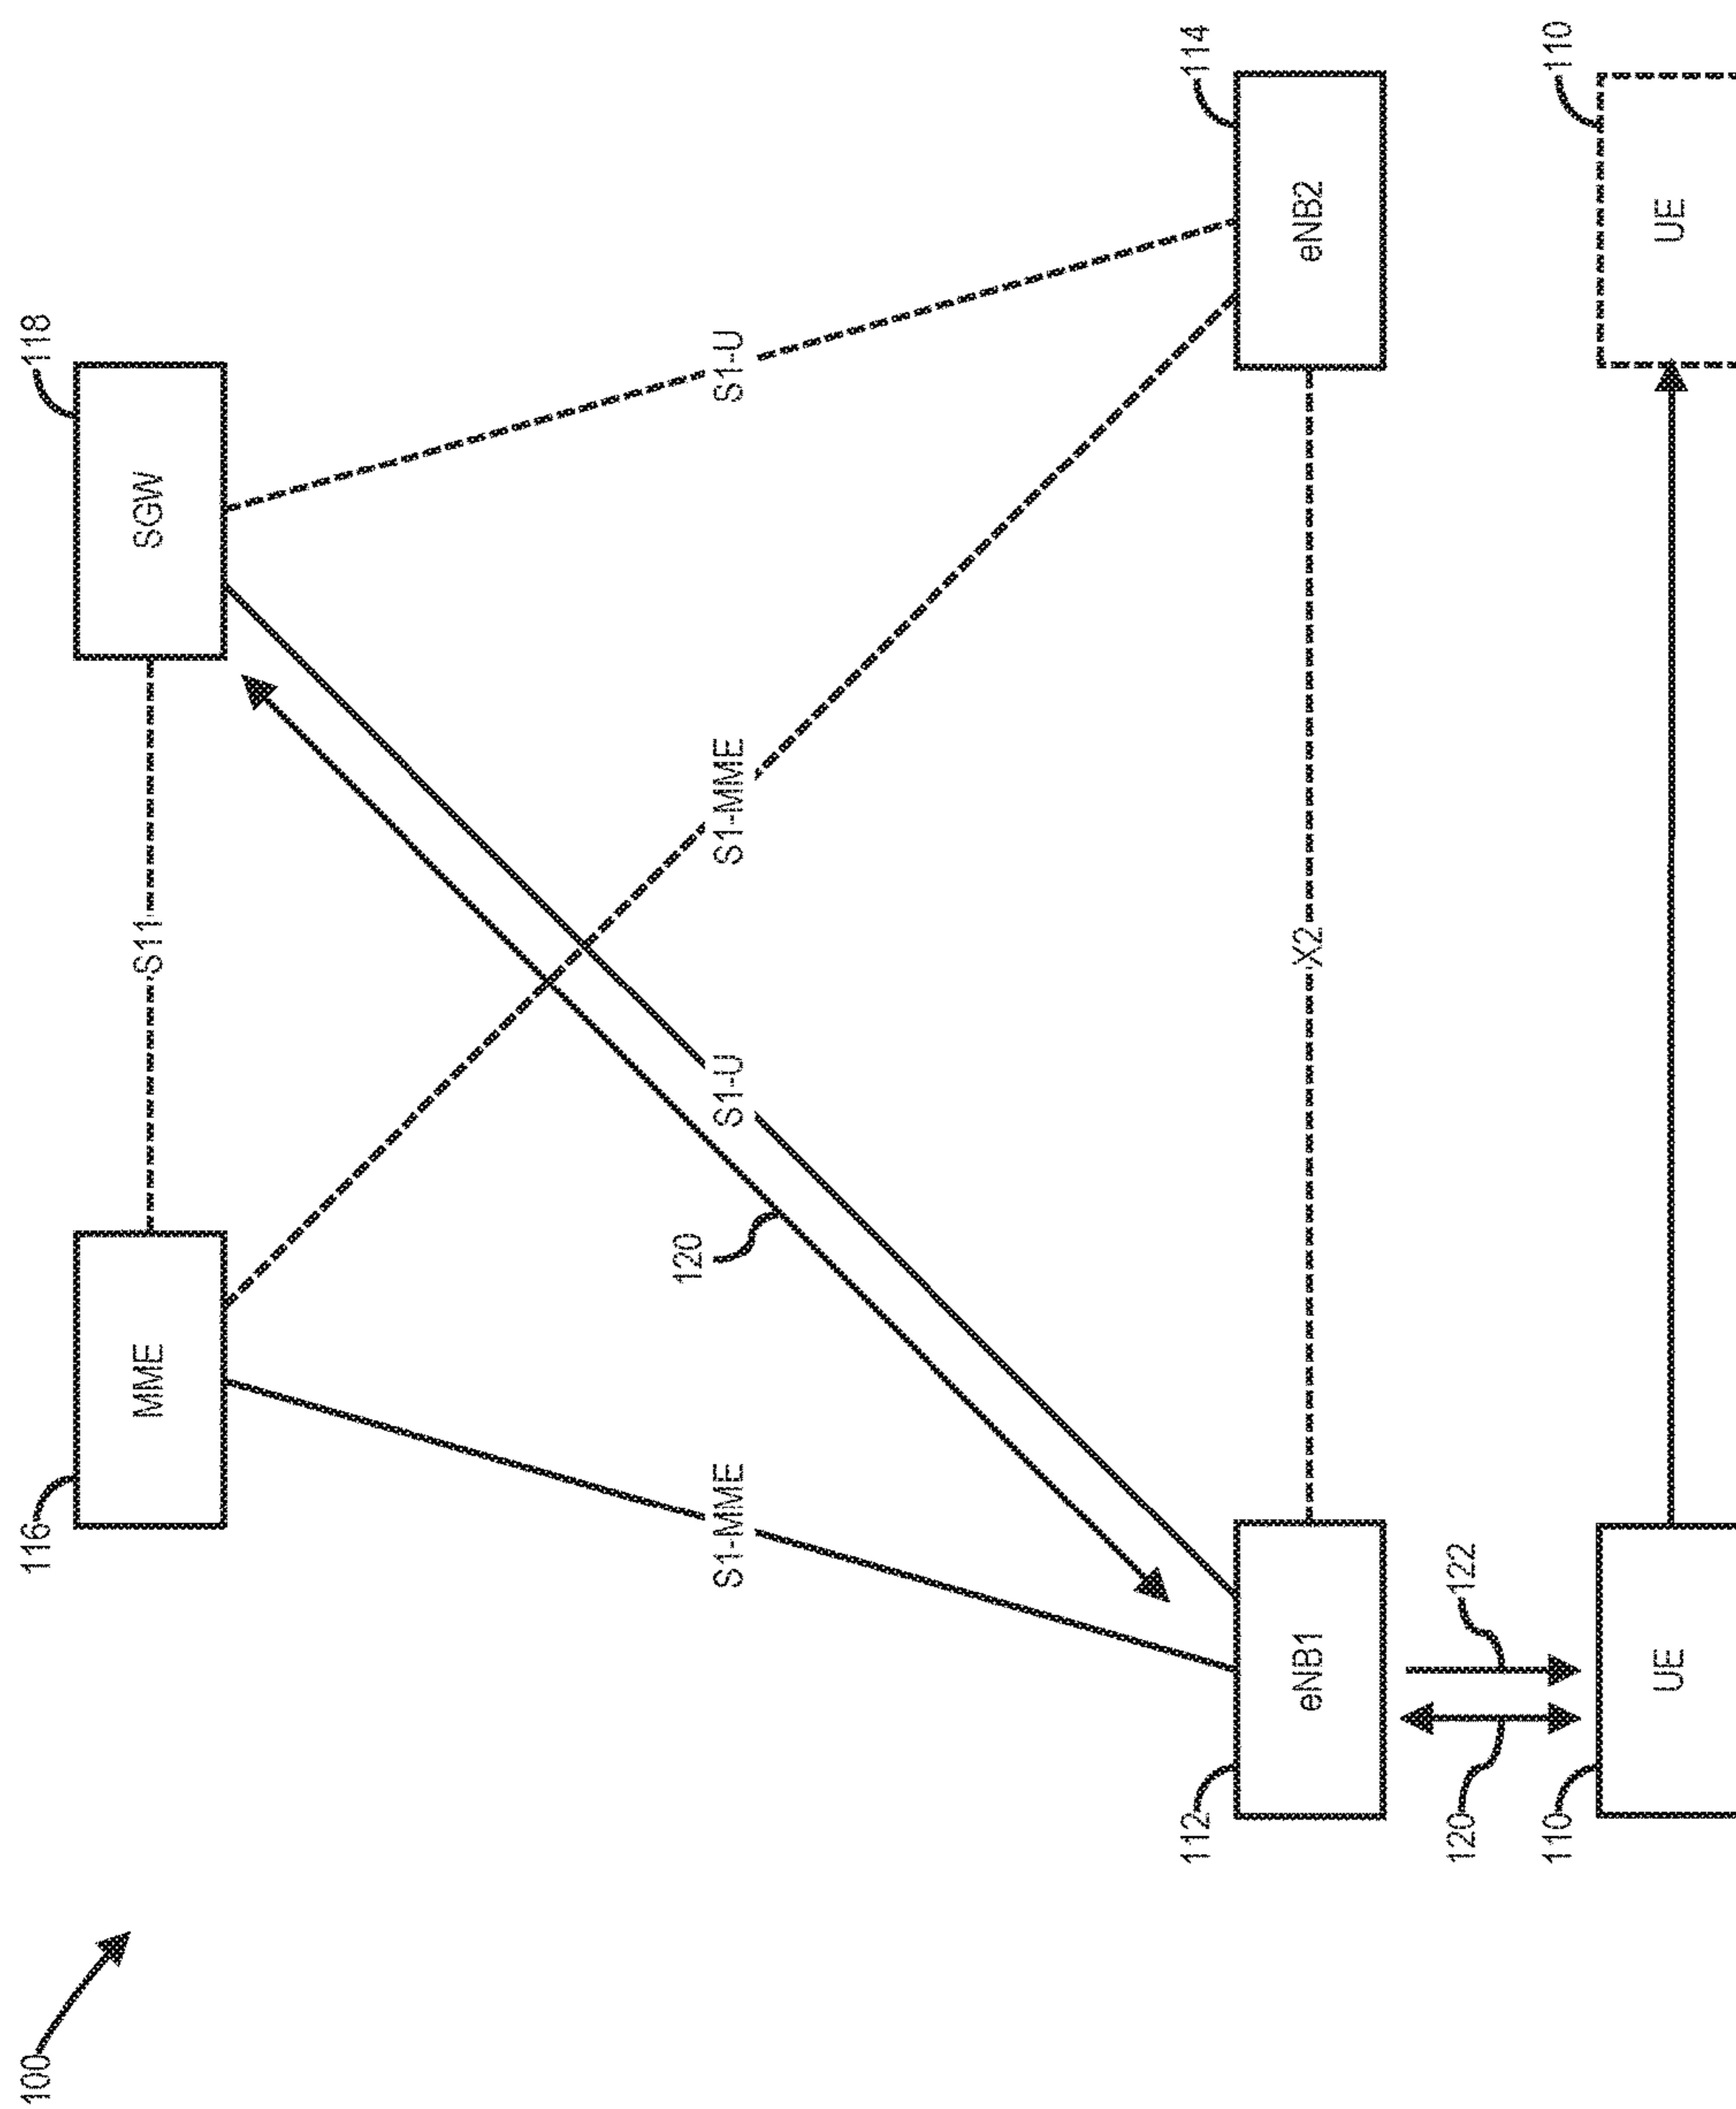 100
116
118
MME
S11
SGW
120
S1-MME
S1-U
S1-MME
S1-U
112
114
eNB1
X2
eNB2
120
122
110
110
UE
UE